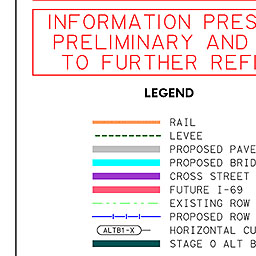 INFORMATION PRES
PRELIMINARY AND
TO FURTHER REFI
LEGEND
RAIL
LEVEE
PROPOSED PAVE
PROPOSED BRID
CROSS STREET
FUTURE I-69
EXISTING ROW
PROPOSED ROW
ALTB1-X HORIZONTAL CU
STAGE 0 ALT B